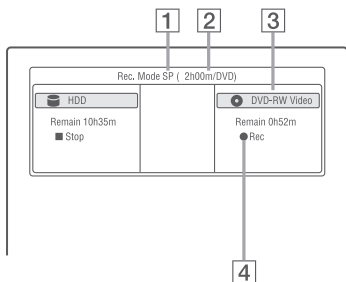 1 2 3
Rec. Mode SP ( 2h00m/DVD)
HDD DVD-RW Video
Remain 10h35m Remain 0h52m
Stop Rec
4